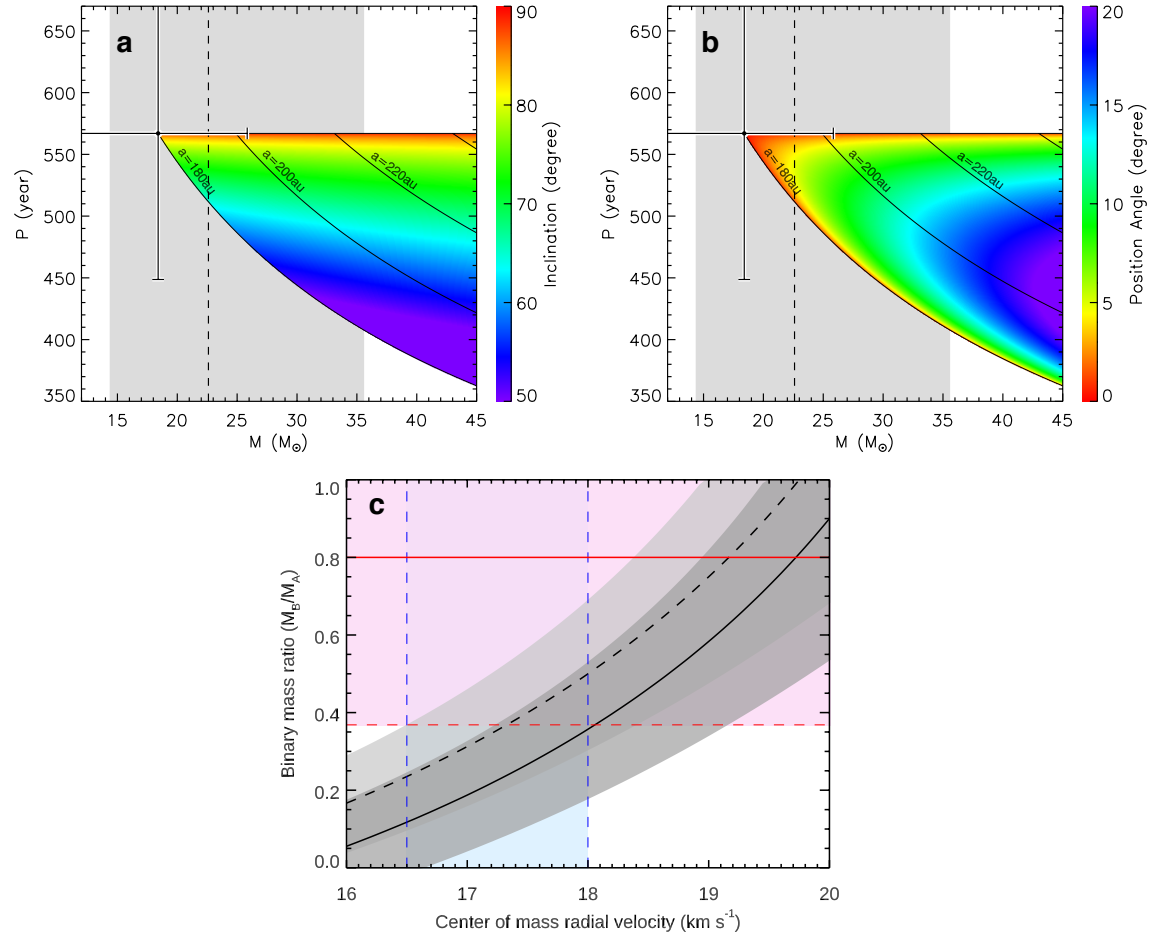 a
650
600
550
500
450
400
350
P (year)
15 20 25 30 35 40 45
M (M⊙)
a=180au
a=200au
a=220au
90
80
70
60
50
Inclination (degree)
b
650
600
550
500
450
400
350
P (year)
15 20 25 30 35 40 45
M (M⊙)
a=180au
a=200au
a=220au
20
15
10
5
0
Position Angle (degree)
c
1.0
0.8
0.6
0.4
0.2
0.0
Binary mass ratio (M_B/M_A)
16 17 18 19 20
Center of mass radial velocity (km s⁻¹)